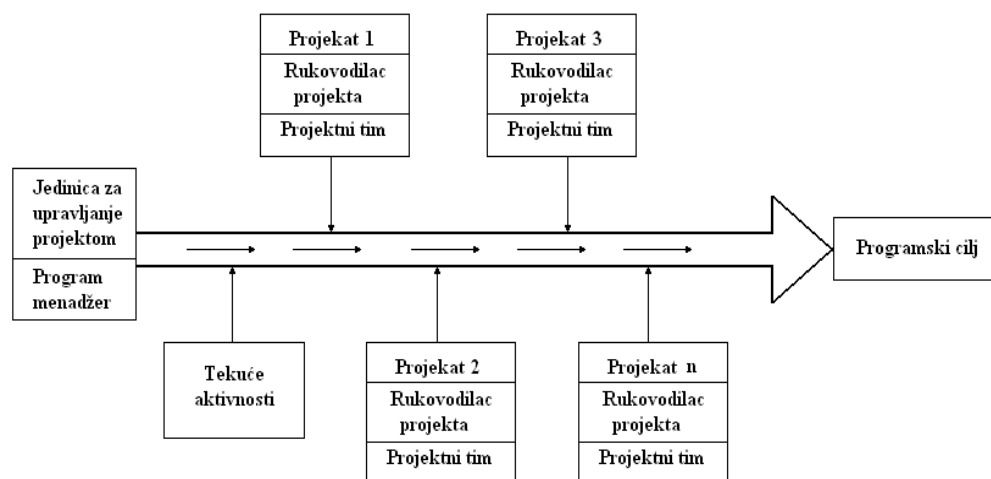 Projekat 1
Rukovodilac
projekta
Projektni tim
Projekat 3
Rukovodilac
projekta
Projektni tim
Jedinica za
upravljanje
projektom
Program
menadžer
Programski cilj
Tekuće
aktivnosti
Projekat 2
Rukovodilac
projekta
Projektni tim
Projekat n
Rukovodilac
projekta
Projektni tim